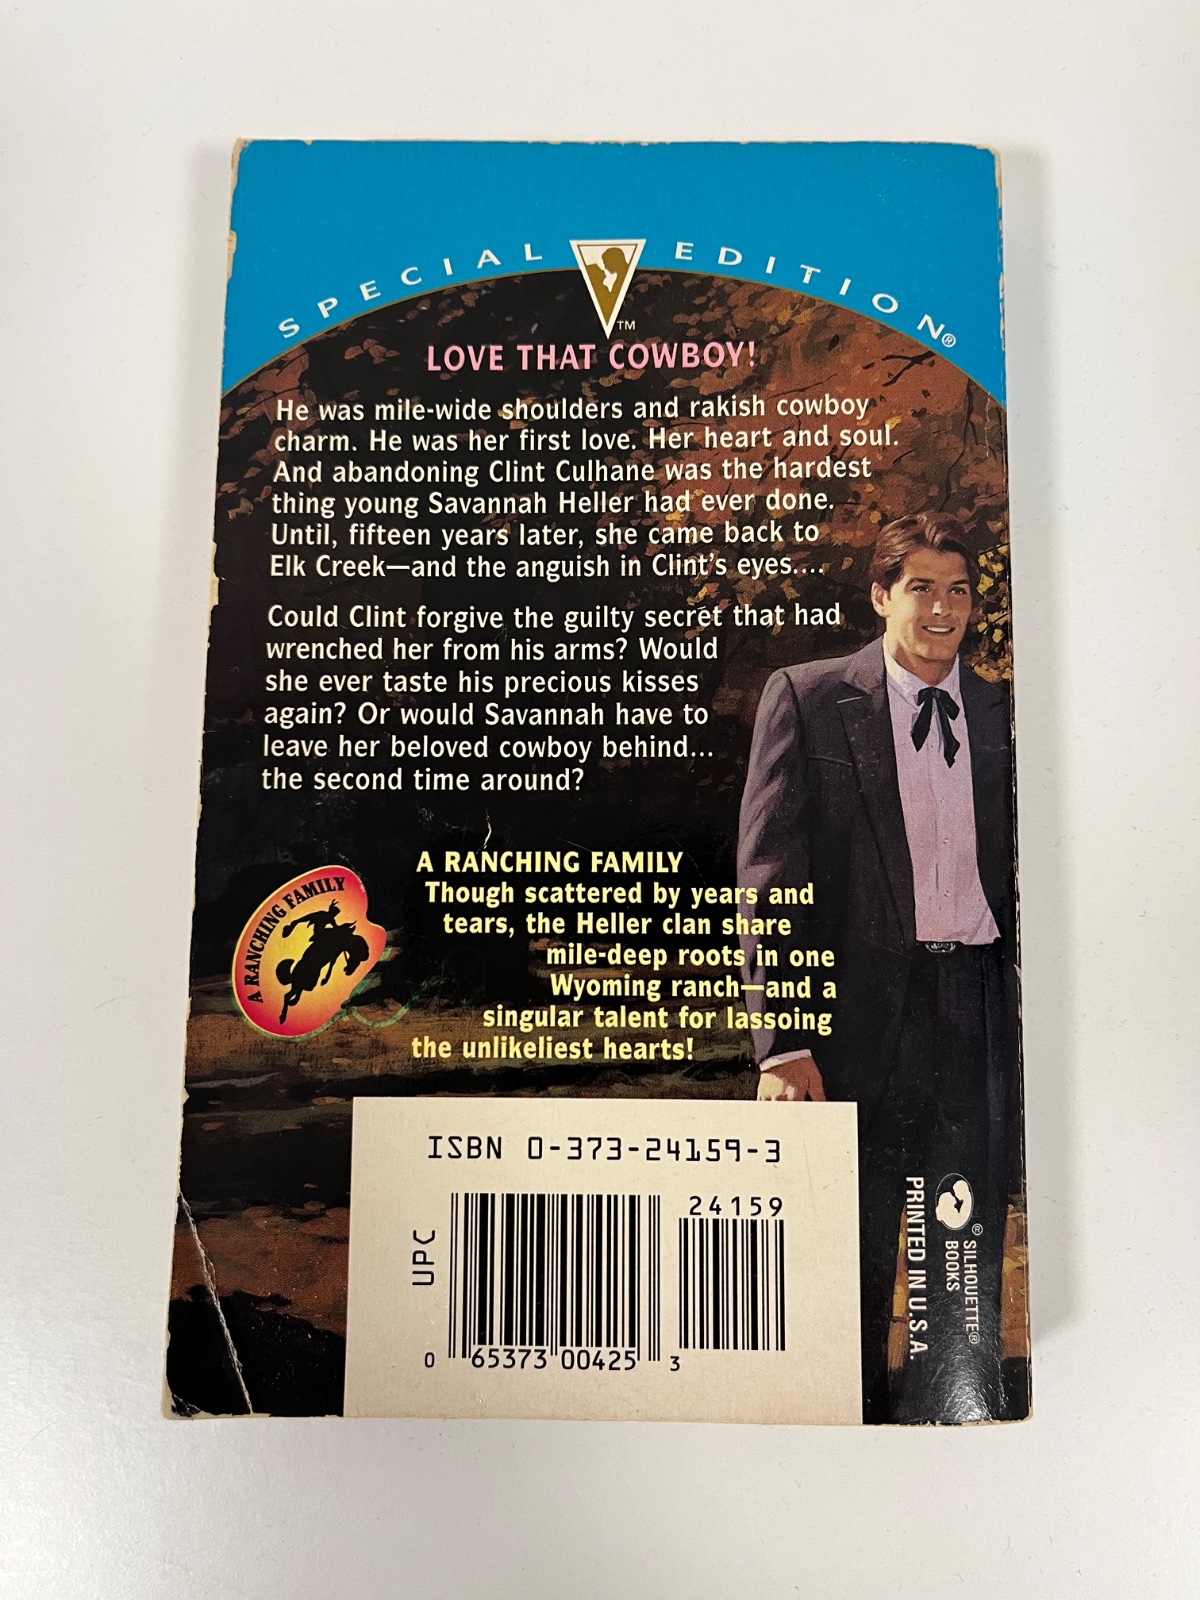 SPECIAL EDITION®
TM
LOVE THAT COWBOY!
He was mile-wide shoulders and rakish cowboy
charm. He was her first love. Her heart and soul.
And abandoning Clint Culhane was the hardest
thing young Savannah Heller had ever done.
Until, fifteen years later, she came back to
Elk Creek—and the anguish in Clint's eyes....
Could Clint forgive the guilty secret that had
wrenched her from his arms? Would
she ever taste his precious kisses
again? Or would Savannah have to
leave her beloved cowboy behind...
the second time around?
A RANCHING FAMILY
A RANCHING FAMILY
Though scattered by years and
tears, the Heller clan share
mile-deep roots in one
Wyoming ranch—and a
singular talent for lassoing
the unlikeliest hearts!
ISBN 0-373-24159-3
24159
UPC
0 65373 00425 3
® SILHOUETTE®
BOOKS
PRINTED IN U.S.A.